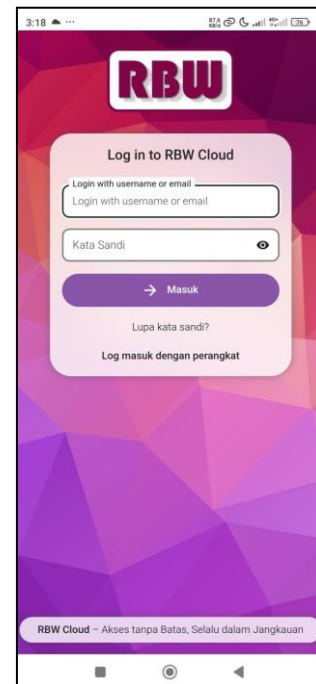 3:18
76
RBW
Log in to RBW Cloud
Login with username or email
Login with username or email
Kata Sandi
Masuk
Lupa kata sandi?
Log masuk dengan perangkat
RBW Cloud – Akses tanpa Batas, Selalu dalam Jangkauan